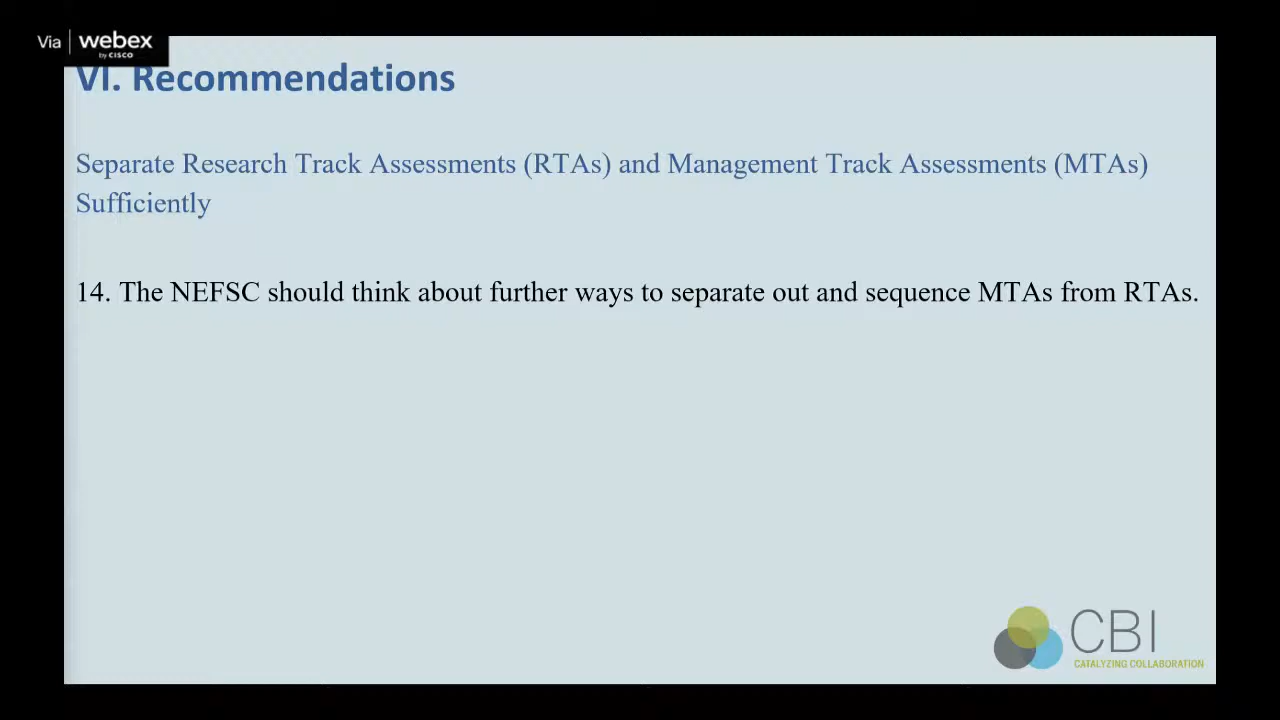 Via | webex
by CISCO
VI. Recommendations
Separate Research Track Assessments (RTAs) and Management Track Assessments (MTAs)
Sufficiently
14. The NEFSC should think about further ways to separate out and sequence MTAs from RTAs.
CBI
CATALYZING COLLABORATION